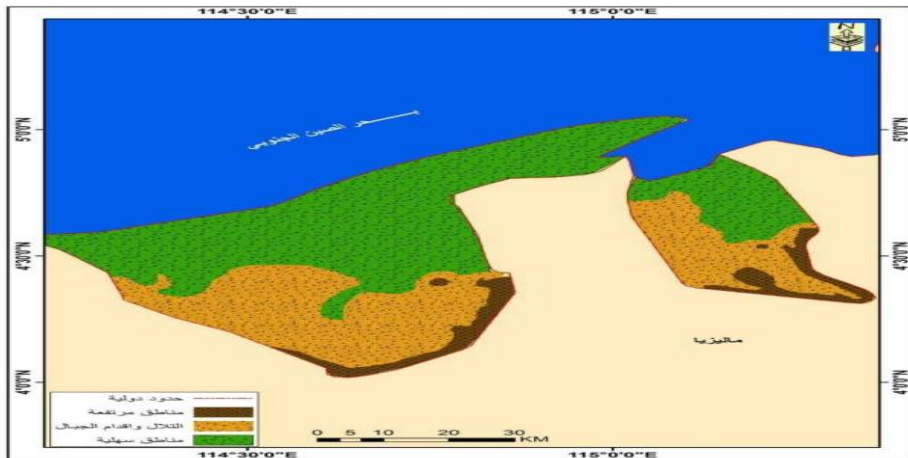 114°30'0"E 115°0'0"E
N
بحر الصين الجنوبي
5°0'0"N 5°0'0"N
4°30'0"N 4°30'0"N
ماليزيا
4°0'0"N 4°0'0"N
حدود دولية
مناطق مرتفعة
التلال واقدام الجبال
مناطق سهلية
0 5 10 20 30
KM
114°30'0"E 115°0'0"E